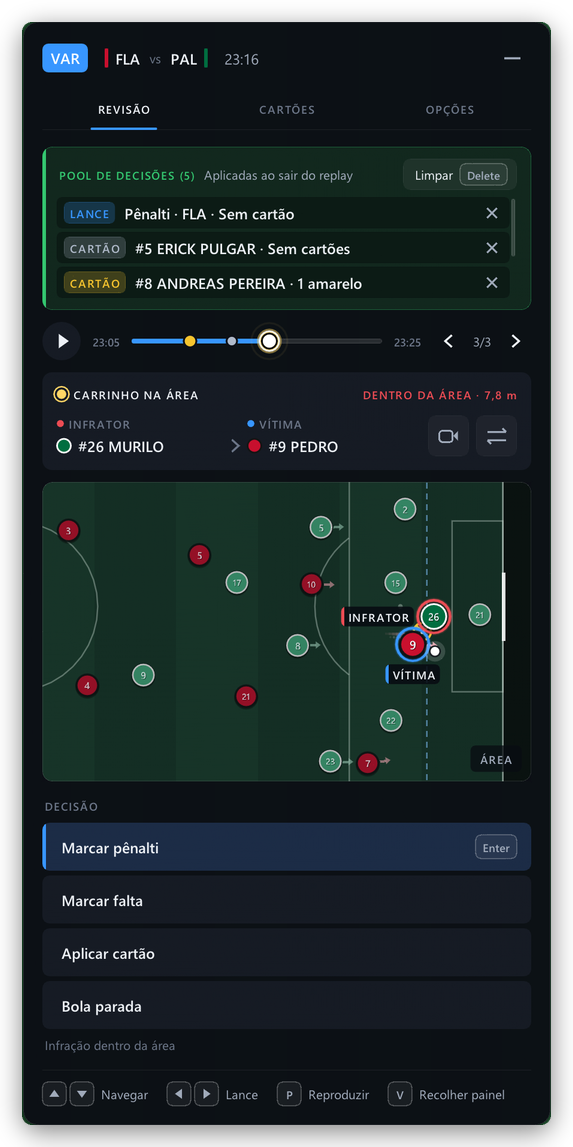 VAR FLA vs PAL 23:16
REVISÃO CARTÕES OPÇÕES
POOL DE DECISÕES (5) Aplicadas ao sair do replay Limpar Delete
LANCE Pênalti · FLA · Sem cartão
CARTÃO #5 ERICK PULGAR · Sem cartões
CARTÃO #8 ANDREAS PEREIRA · 1 amarelo
23:05 23:25 3/3
CARRINHO NA ÁREA DENTRO DA ÁREA · 7,8 m
INFRATOR VÍTIMA
#26 MURILO #9 PEDRO
2
5
3
5
17
10
15
INFRATOR 26 21
8 9
9
VÍTIMA
4
21
22
23 7
ÁREA
DECISÃO
Marcar pênalti Enter
Marcar falta
Aplicar cartão
Bola parada
Infração dentro da área
Navegar Lance P Reproduzir V Recolher painel